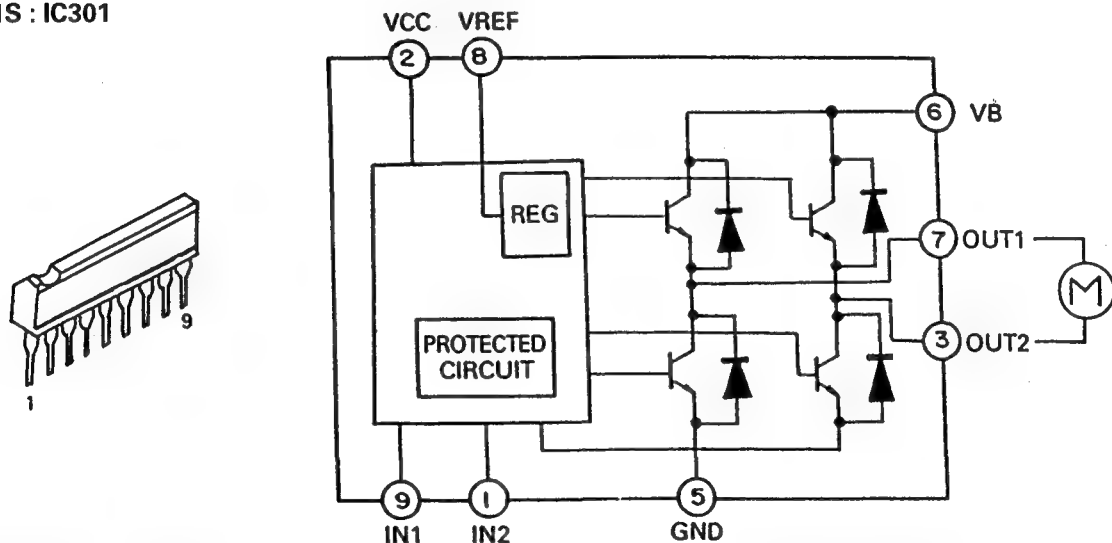 1S : IC301
VCC VREF
2 8
6 VB
REG
7 OUT1
M
3 OUT2
PROTECTED
CIRCUIT
9
1
9 1 5
IN1 IN2 GND